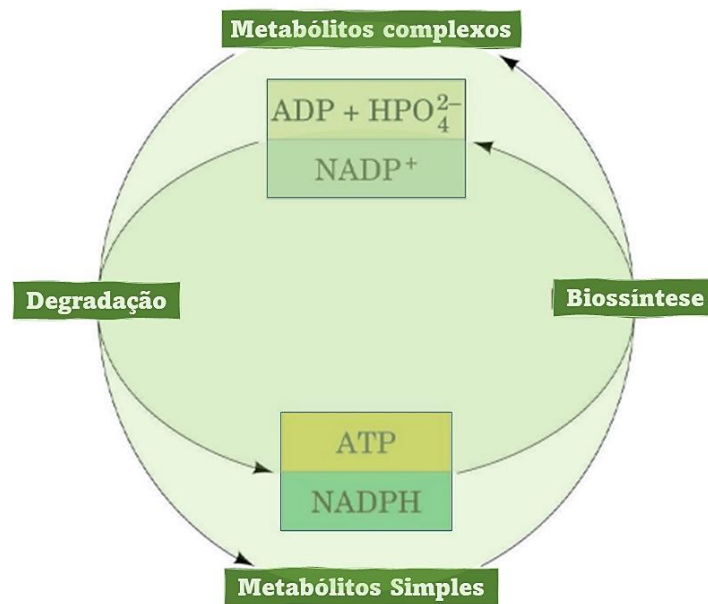 Metabólitos complexos
ADP + HPO₄²⁻
NADP⁺
Degradação
Biossíntese
ATP
NADPH
Metabólitos Simples